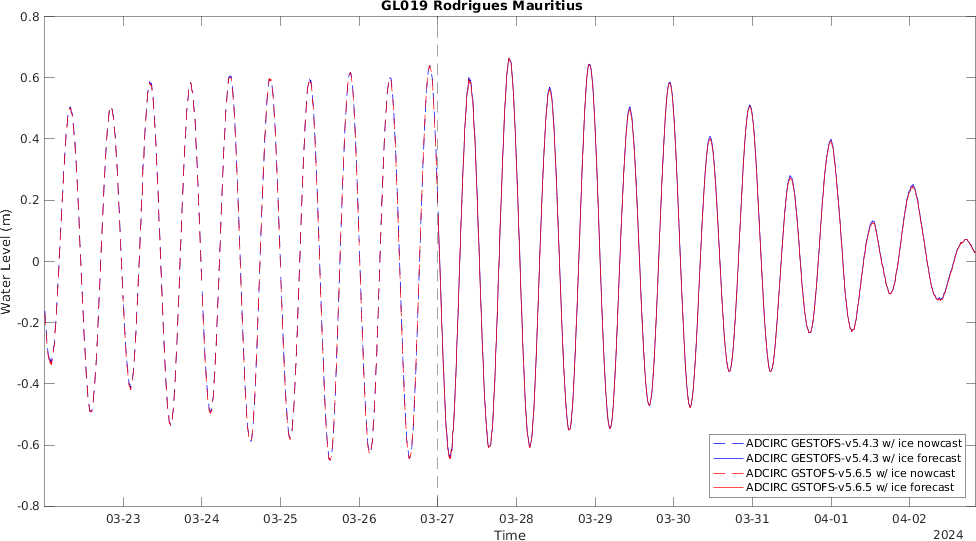 GL019 Rodrigues Mauritius
Water Level (m)
0.8
0.6
0.4
0.2
0
-0.2
-0.4
-0.6
-0.8
ADCIRC GESTOFS-v5.4.3 w/ ice nowcast
ADCIRC GESTOFS-v5.4.3 w/ ice forecast
ADCIRC GSTOFS-v5.6.5 w/ ice nowcast
ADCIRC GSTOFS-v5.6.5 w/ ice forecast
03-23 03-24 03-25 03-26 03-27 03-28 03-29 03-30 03-31 04-01 04-02
Time
2024